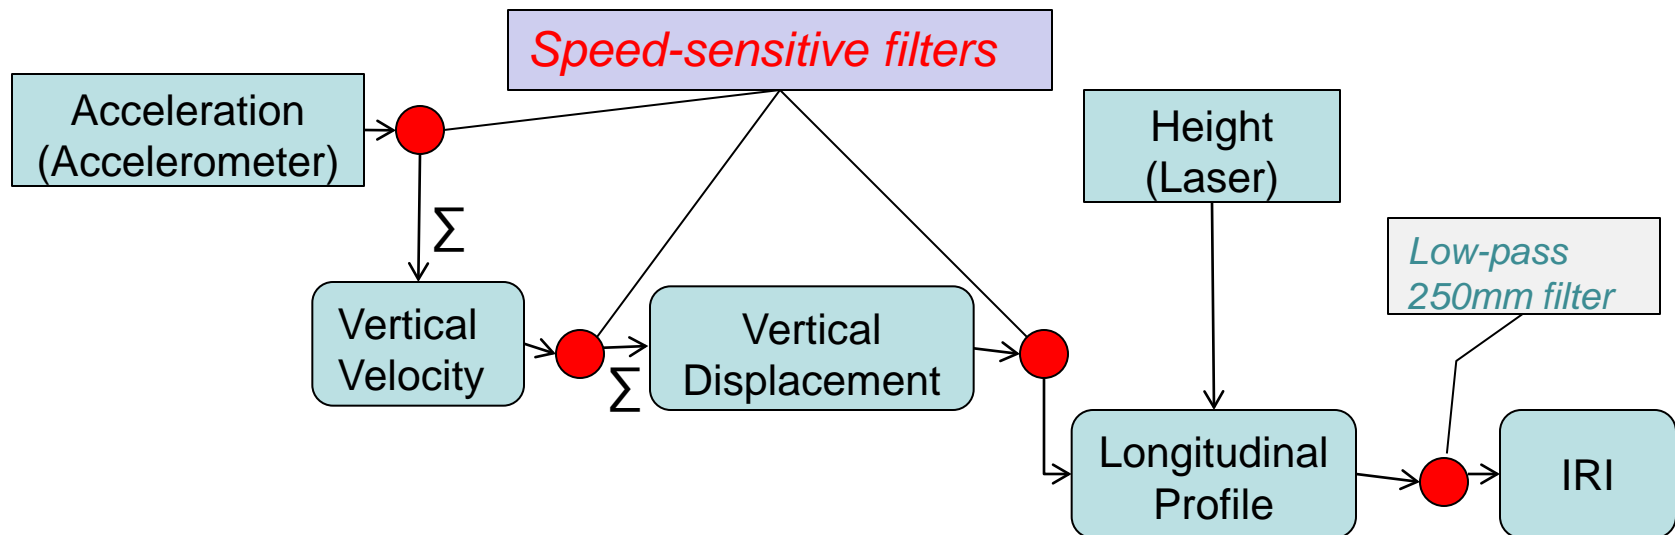 Speed-sensitive filters
Acceleration
(Accelerometer)
Height
(Laser)
∑
Low-pass
250mm filter
Vertical
Velocity
∑
Vertical
Displacement
Longitudinal
Profile
IRI